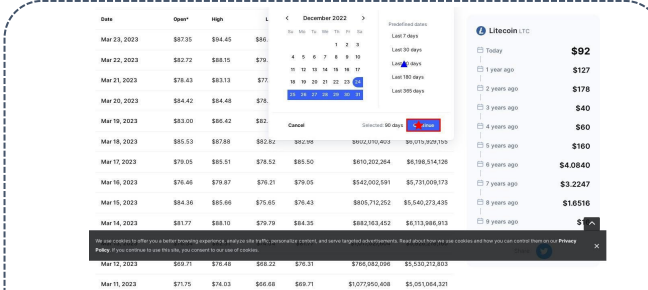 Date Open* High
Mar 23, 2023 $87.35 $94.45 $86.
Mar 22, 2023 $82.72 $88.15 $79.
Mar 21, 2023 $78.43 $83.13 $77.
Mar 20, 2023 $84.42 $84.48 $78.
Mar 19, 2023 $83.00 $86.42 $82.
Mar 18, 2023 $85.53 $87.88 $82.82 $82.98 $602,010,403 $6,015,929,155
Mar 17, 2023 $79.05 $85.51 $78.52 $85.50 $610,202,264 $6,198,514,126
Mar 16, 2023 $76.46 $79.87 $76.21 $79.05 $542,002,591 $5,731,009,173
Mar 15, 2023 $84.36 $85.66 $75.65 $76.43 $805,712,252 $5,540,273,435
Mar 14, 2023 $81.77 $88.10 $79.79 $84.35 $882,163,452 $6,113,986,913
Mar 12, 2023 $69.71 $76.48 $68.22 $76.31 $766,082,096 $5,530,212,803
Mar 11, 2023 $71.75 $74.03 $66.68 $69.71 $1,077,950,408 $5,051,064,321
December 2022
Su Mo Tu We Th Fr Sa
1 2 3
4 5 6 7 8 9 10
11 12 13 14 15 16 17
18 19 20 21 22 23 24
25 26 27 28 29 30 31
Predefined dates
Last 7 days
Last 30 days
Last 180 days
Last 365 days
Cancel Selected: 90 days
Litecoin LTC
Today $92
1 year ago $127
2 years ago $178
3 years ago $40
4 years ago $60
5 years ago $160
6 years ago $4.0840
7 years ago $3.2247
8 years ago $1.6516
9 years ago
We use cookies to offer you a better browsing experience, analyze site traffic, personalize content, and serve targeted advertisements. Read about how we use cookies and how you can control them on our Privacy
Policy. If you continue to use this site, you consent to our use of cookies.